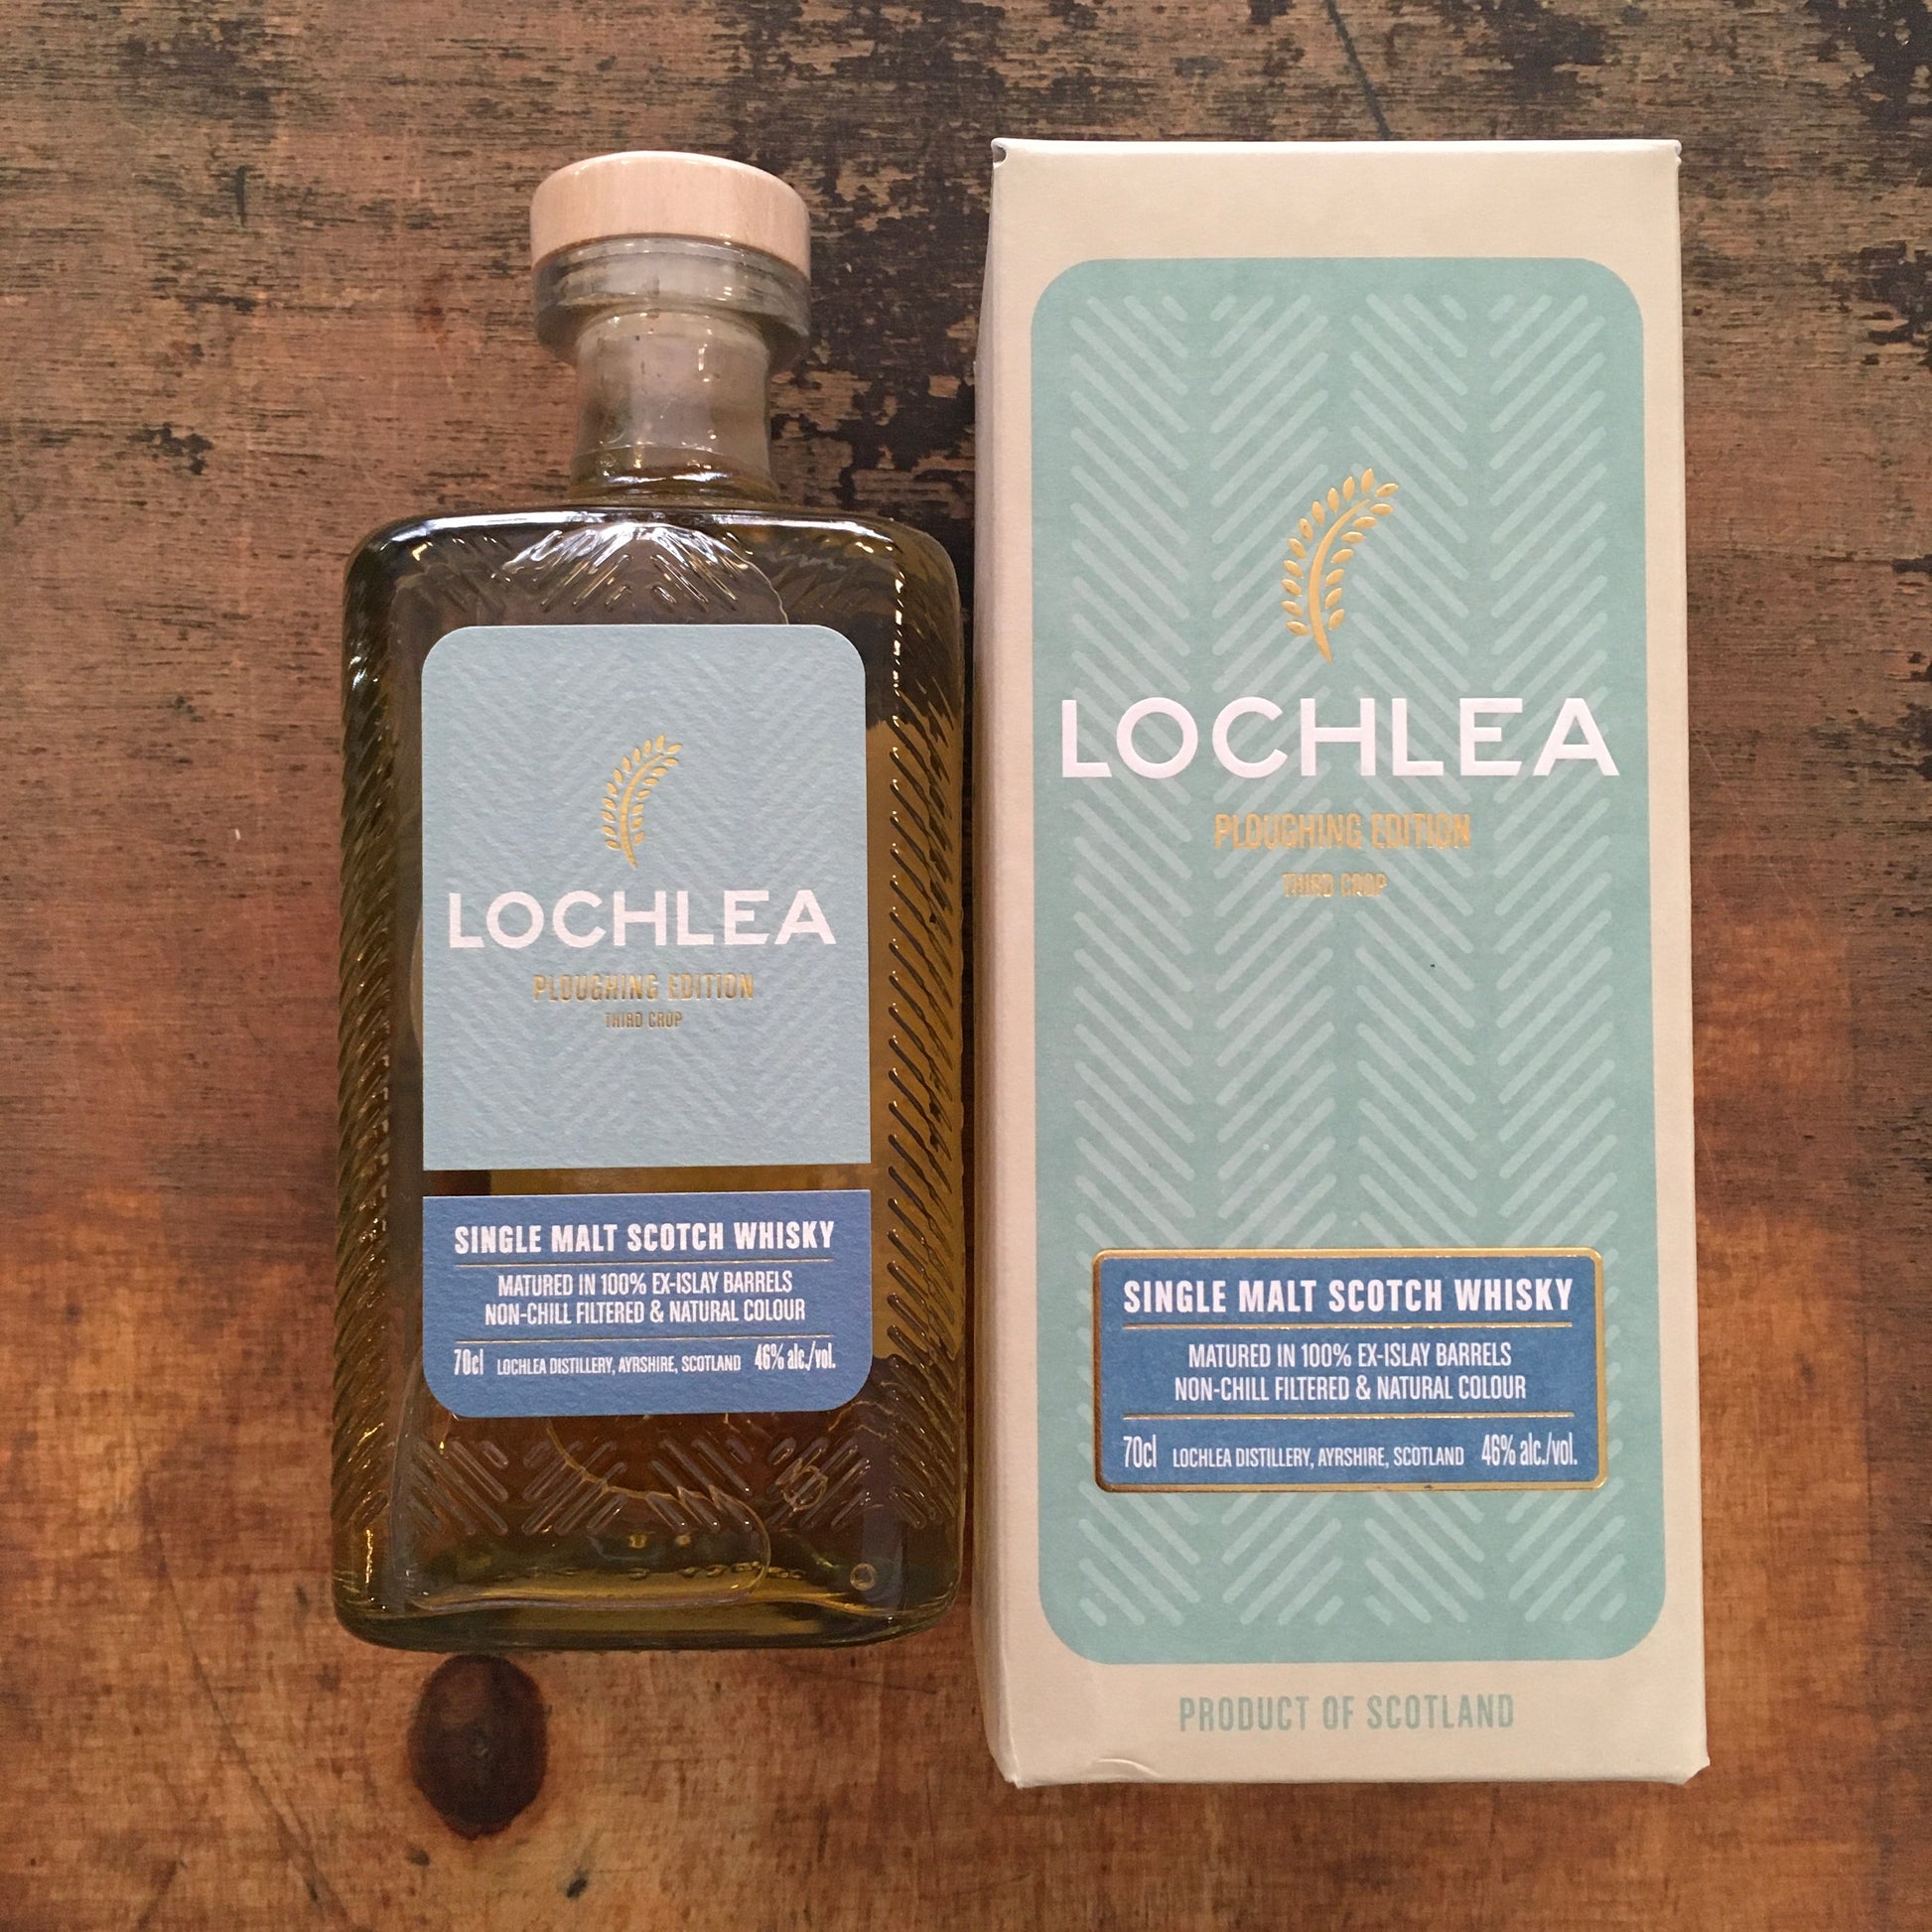 LOCHLEA
PLOUGHING EDITION
THIRD CROP
SINGLE MALT SCOTCH WHISKY
MATURED IN 100% EX-ISLAY BARRELS
NON-CHILL FILTERED & NATURAL COLOUR
70cl LOCHLEA DISTILLERY, AYRSHIRE, SCOTLAND 46% alc./vol.
LOCHLEA
PLOUGHING EDITION
THIRD CROP
SINGLE MALT SCOTCH WHISKY
MATURED IN 100% EX-ISLAY BARRELS
NON-CHILL FILTERED & NATURAL COLOUR
70cl LOCHLEA DISTILLERY, AYRSHIRE, SCOTLAND 46% alc./vol.
PRODUCT OF SCOTLAND